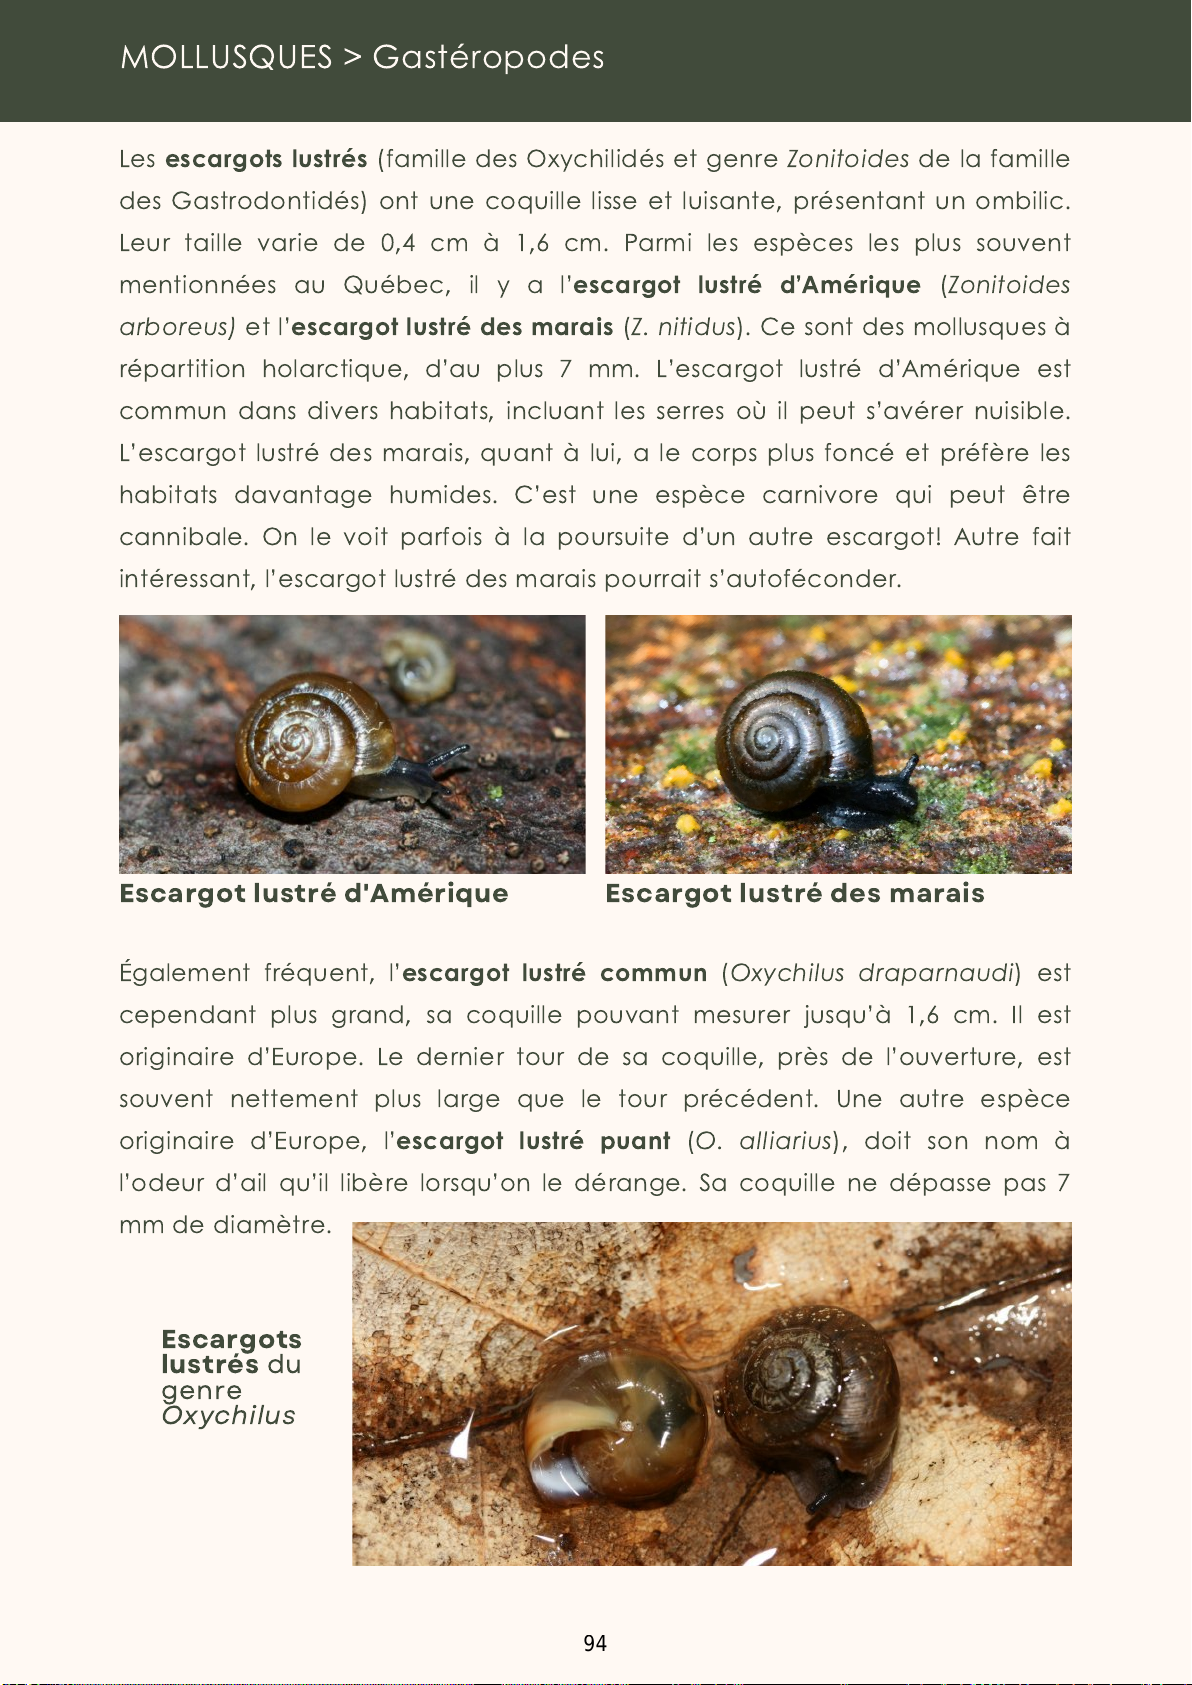 MOLLUSQUES > Gastéropodes
Les escargots lustrés (famille des Oxychilidés et genre Zonitoides de la famille
des Gastrodontidés) ont une coquille lisse et luisante, présentant un ombilic.
Leur taille varie de 0,4 cm à 1,6 cm. Parmi les espèces les plus souvent
mentionnées au Québec, il y a l’escargot lustré d’Amérique (Zonitoides
arboreus) et l’escargot lustré des marais (Z. nitidus). Ce sont des mollusques à
répartition holarctique, d’au plus 7 mm. L’escargot lustré d’Amérique est
commun dans divers habitats, incluant les serres où il peut s’avérer nuisible.
L’escargot lustré des marais, quant à lui, a le corps plus foncé et préfère les
habitats davantage humides. C’est une espèce carnivore qui peut être
cannibale. On le voit parfois à la poursuite d’un autre escargot! Autre fait
intéressant, l’escargot lustré des marais pourrait s’autoféconder.
Escargot lustré d'Amérique
Escargot lustré des marais
Également fréquent, l’escargot lustré commun (Oxychilus draparnaudi) est
cependant plus grand, sa coquille pouvant mesurer jusqu’à 1,6 cm. Il est
originaire d’Europe. Le dernier tour de sa coquille, près de l’ouverture, est
souvent nettement plus large que le tour précédent. Une autre espèce
originaire d’Europe, l’escargot lustré puant (O. alliarius), doit son nom à
l’odeur d’ail qu’il libère lorsqu’on le dérange. Sa coquille ne dépasse pas 7
mm de diamètre.
Escargots
lustrés du
genre
Oxychilus
94